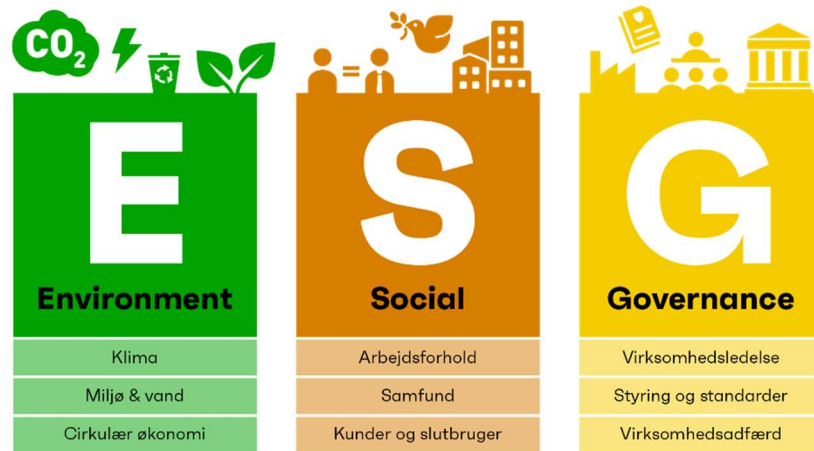 CO₂
E
Environment
Klima
Miljø & vand
Cirkulær økonomi
S
Social
Arbejdsforhold
Samfund
Kunder og slutbruger
G
Governance
Virksomhedsledelse
Styring og standarder
Virksomhedsadfærd